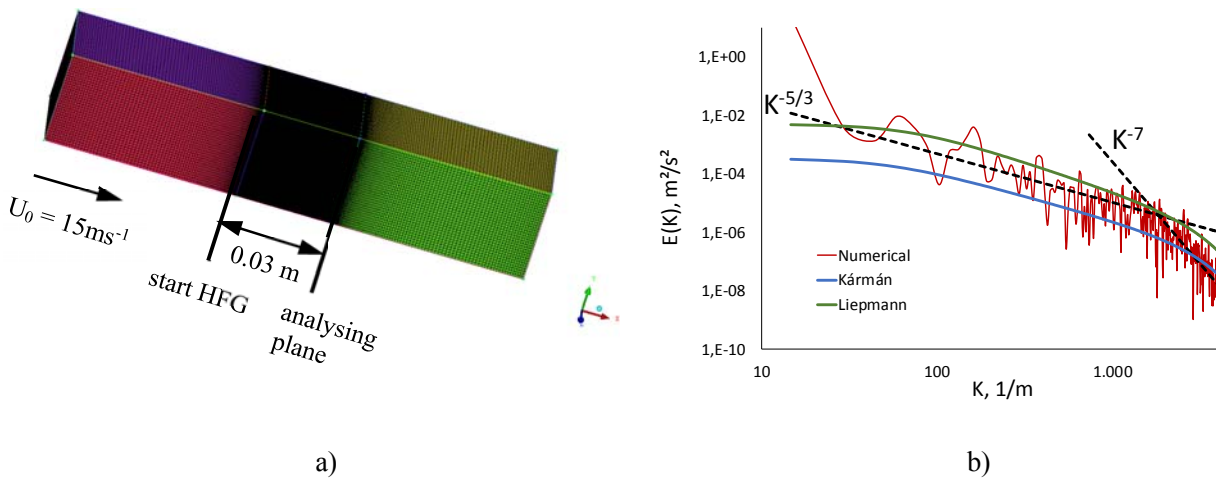 U₀ = 15ms⁻¹
0.03 m
start HFG
analysing
plane
a)
1,E+00
1,E-02
1,E-04
1,E-06
1,E-08
1,E-10
E(K), m²/s²
K⁻⁵/³
K⁻⁷
Numerical
Kármán
Liepmann
10
100
1.000
K, 1/m
b)